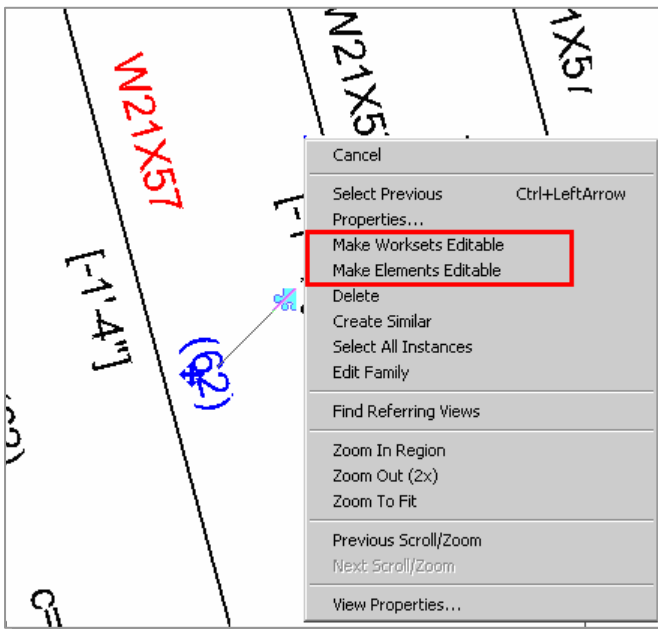 W21X57
W21X5
1X5
[-1'-4"]
(62)
c=
Cancel
Select Previous Ctrl+LeftArrow
Properties...
Make Worksets Editable
Make Elements Editable
Delete
Create Similar
Select All Instances
Edit Family
Find Referring Views
Zoom In Region
Zoom Out (2x)
Zoom To Fit
Previous Scroll/Zoom
Next Scroll/Zoom
View Properties...